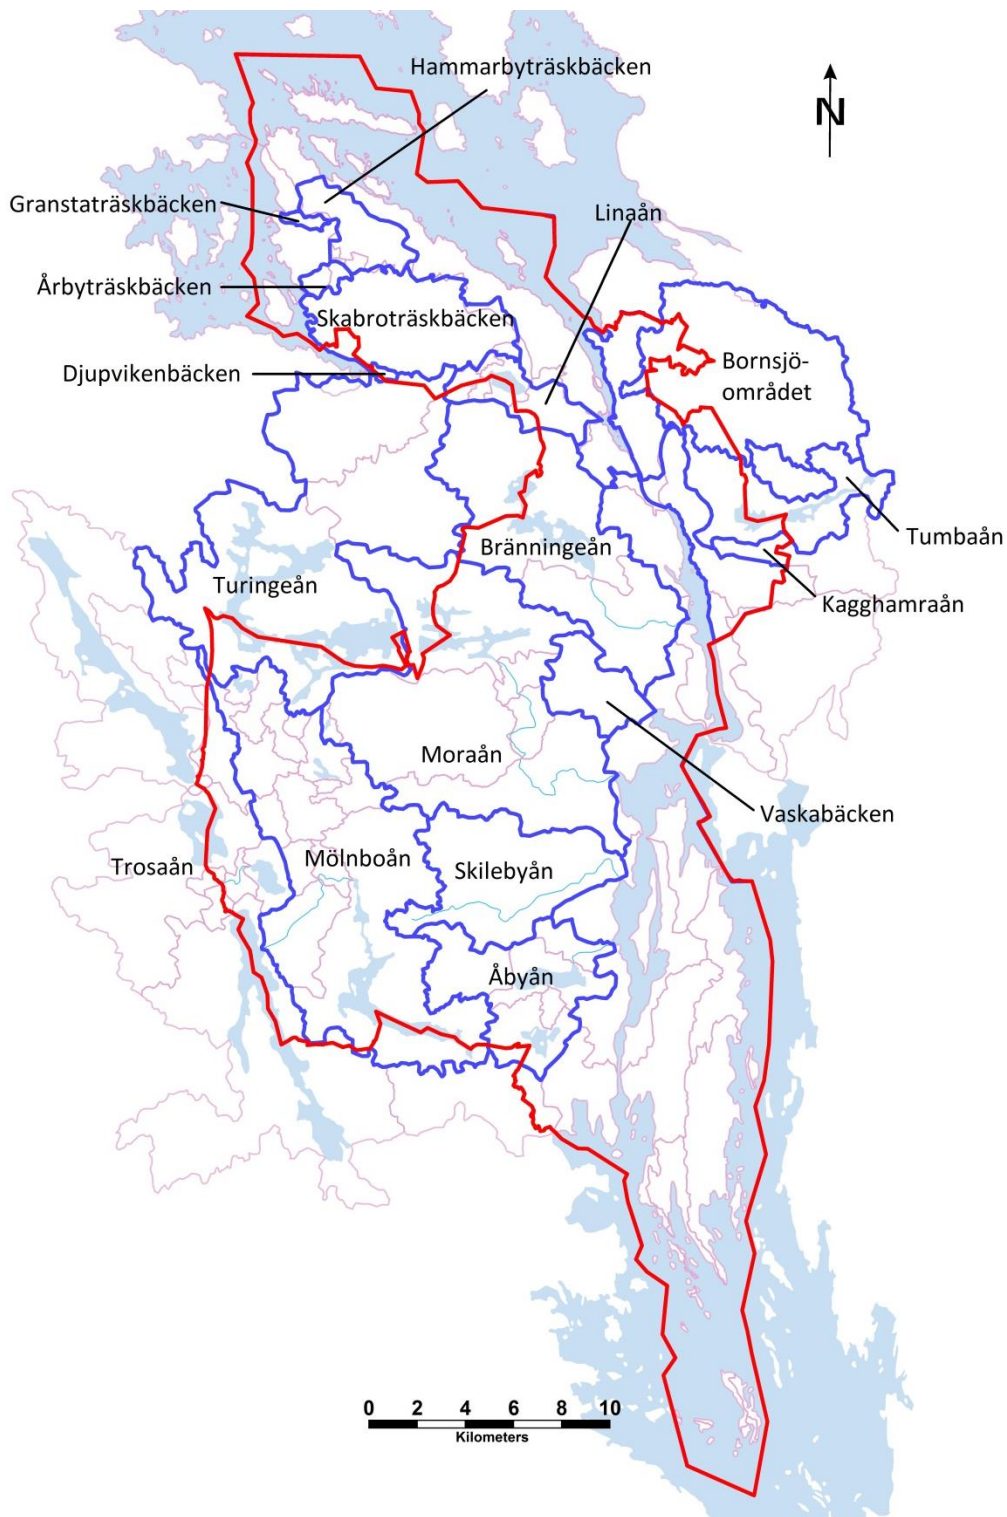 Hammarbyträskbäcken
N
Granstaträskbäcken
Linaån
Årbyträskbäcken
Skabroträskbäcken
Djupvikenbäcken
Bornsjö-
området
Tumbaån
Bränningeån
Turingeån
Kagghamraån
Moraån
Vaskabäcken
Trosaån
Mölnboån
Skilebyån
Åbyån
0 2 4 6 8 10
Kilometers